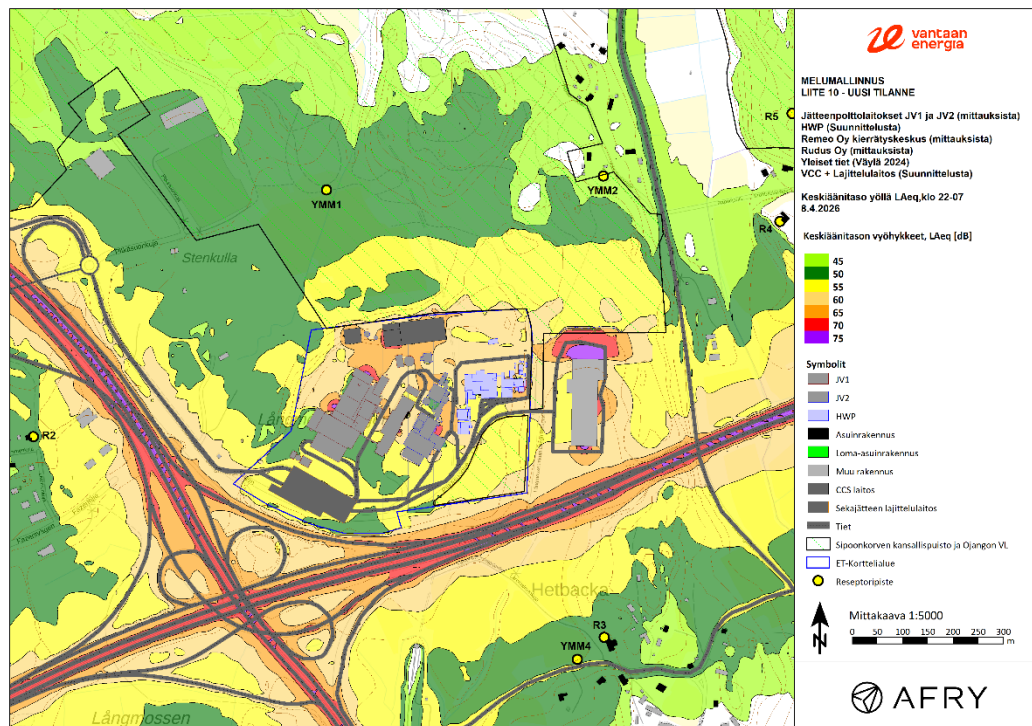 vantaan
energia
MELUMALLINNUS
LIITE 10 - UUSI TILANNE
Jätteenpolttolaitokset JV1 ja JV2 (mittauksista)
HWP (Suunnittelusta)
Remeo Oy kierrätyskeskus (mittauksista)
Rudus Oy (mittauksista)
Yleiset tiet (Väylä 2024)
VCC + Lajittelulaitos (Suunnittelusta)
Keskiäänitaso yöllä LAeq,klo 22-07
8.4.2026
Keskiäänitason vyöhykkeet, LAeq [dB]
45
50
55
60
65
70
75
Symbolit
JV1
JV2
HWP
Asuinrakennus
Loma-asuinrakennus
Muu rakennus
CCS laitos
Sekajätteen lajittelulaitos
Tiet
Sipoonkorven kansallispuisto ja Ojangon VL
ET-Korttelialue
Reseptoripiste
Mittakaava 1:5000
0 50 100 150 200 300
m
N
AFRY
R5
YMM1
YMM2
R4
Stenkulla
R2
Hetbacka
R3
YMM4
Långmossen